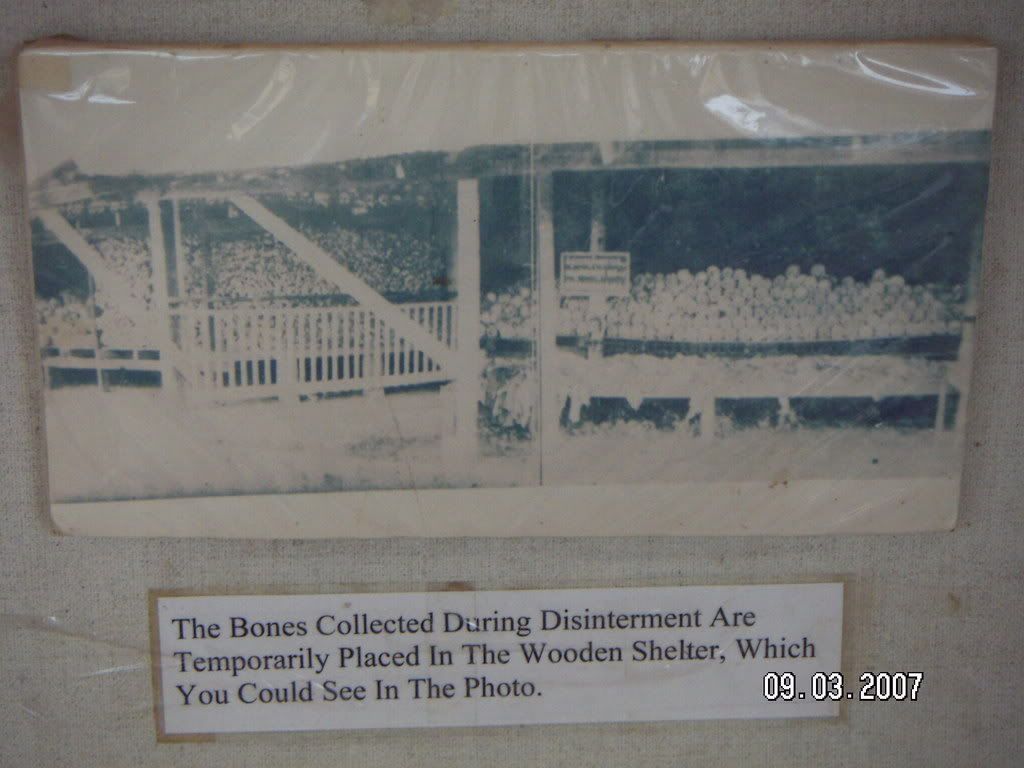 The Bones Collected During Disinterment Are
Temporarily Placed In The Wooden Shelter, Which
You Could See In The Photo.
09.03.2007